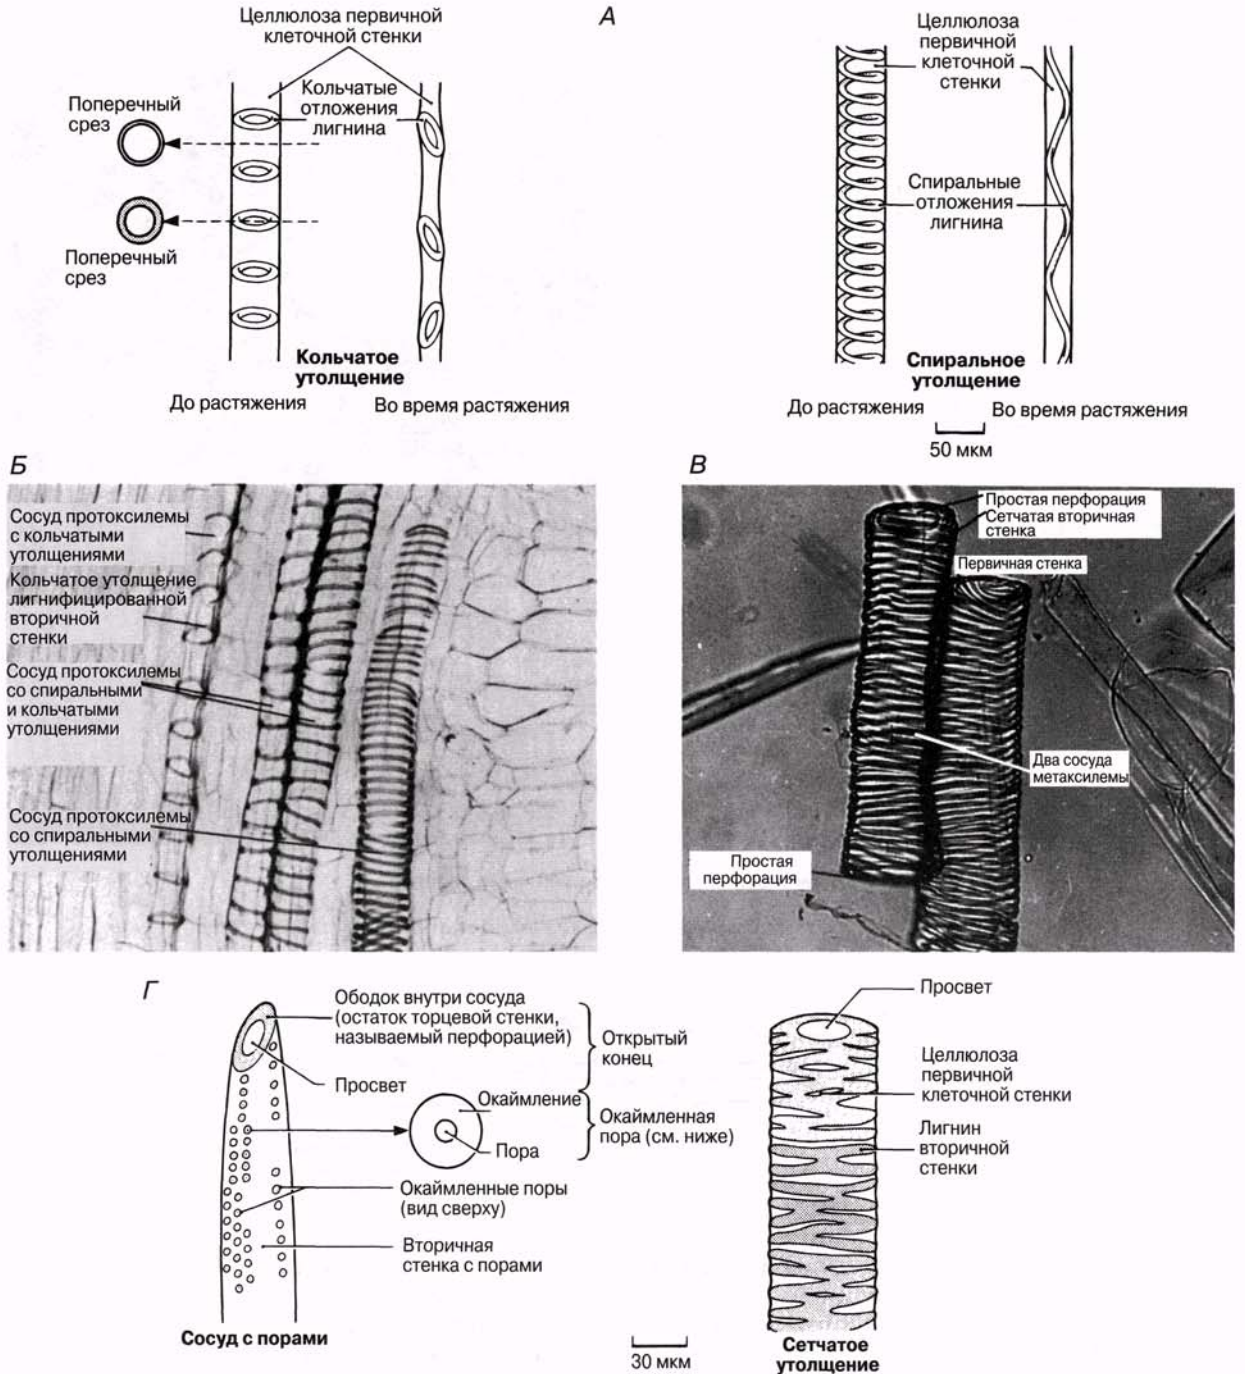 А
Целлюлоза первичной
клеточной стенки
Кольчатые
отложения
лигнина
Поперечный
срез
Поперечный
срез
Кольчатое
утолщение
До растяжения
Во время растяжения
Целлюлоза
первичной
клеточной
стенки
Спиральные
отложения
лигнина
Спиральное
утолщение
До растяжения
Во время растяжения
50 мкм
Б
Сосуд протоксилемы
с кольчатыми
утолщениями
Кольчатое утолщение
лигнифицированной
вторичной
стенки
Сосуд протоксилемы
со спиральными
и кольчатыми
утолщениями
Сосуд протоксилемы
со спиральными
утолщениями
В
Простая перфорация
Сетчатая вторичная
стенка
Первичная стенка
Два сосуда
метаксилемы
Простая
перфорация
Г
Ободок внутри сосуда
(остаток торцевой стенки,
называемый перфорацией)
Открытый
конец
Просвет
Окаймление
Пора
Окаймленная
пора (см. ниже)
Окаймленные поры
(вид сверху)
Вторичная
стенка с порами
Сосуд с порами
30 мкм
Просвет
Целлюлоза
первичной
клеточной стенки
Лигнин
вторичной
стенки
Сетчатое
утолщение